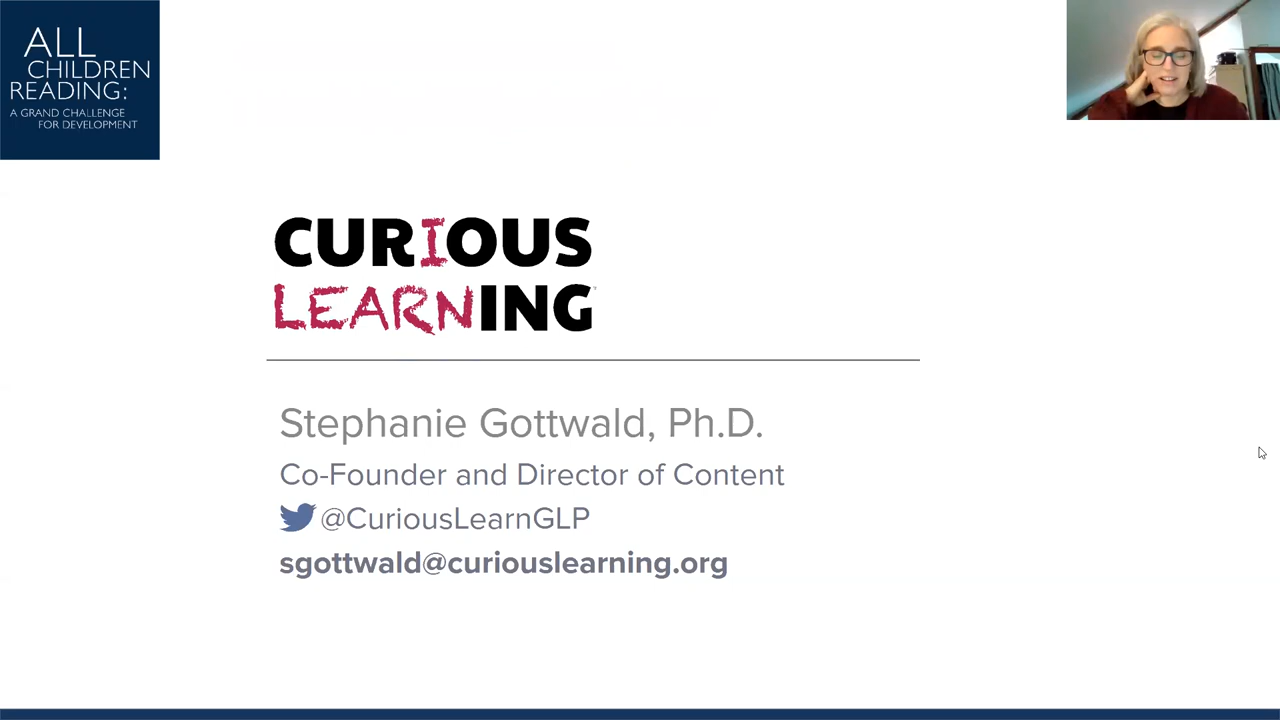 ALL
CHILDREN
READING:
A GRAND CHALLENGE
FOR DEVELOPMENT
CURIOUS
LEARNING
Stephanie Gottwald, Ph.D.
Co-Founder and Director of Content
@CuriousLearnGLP
sgottwald@curiouslearning.org